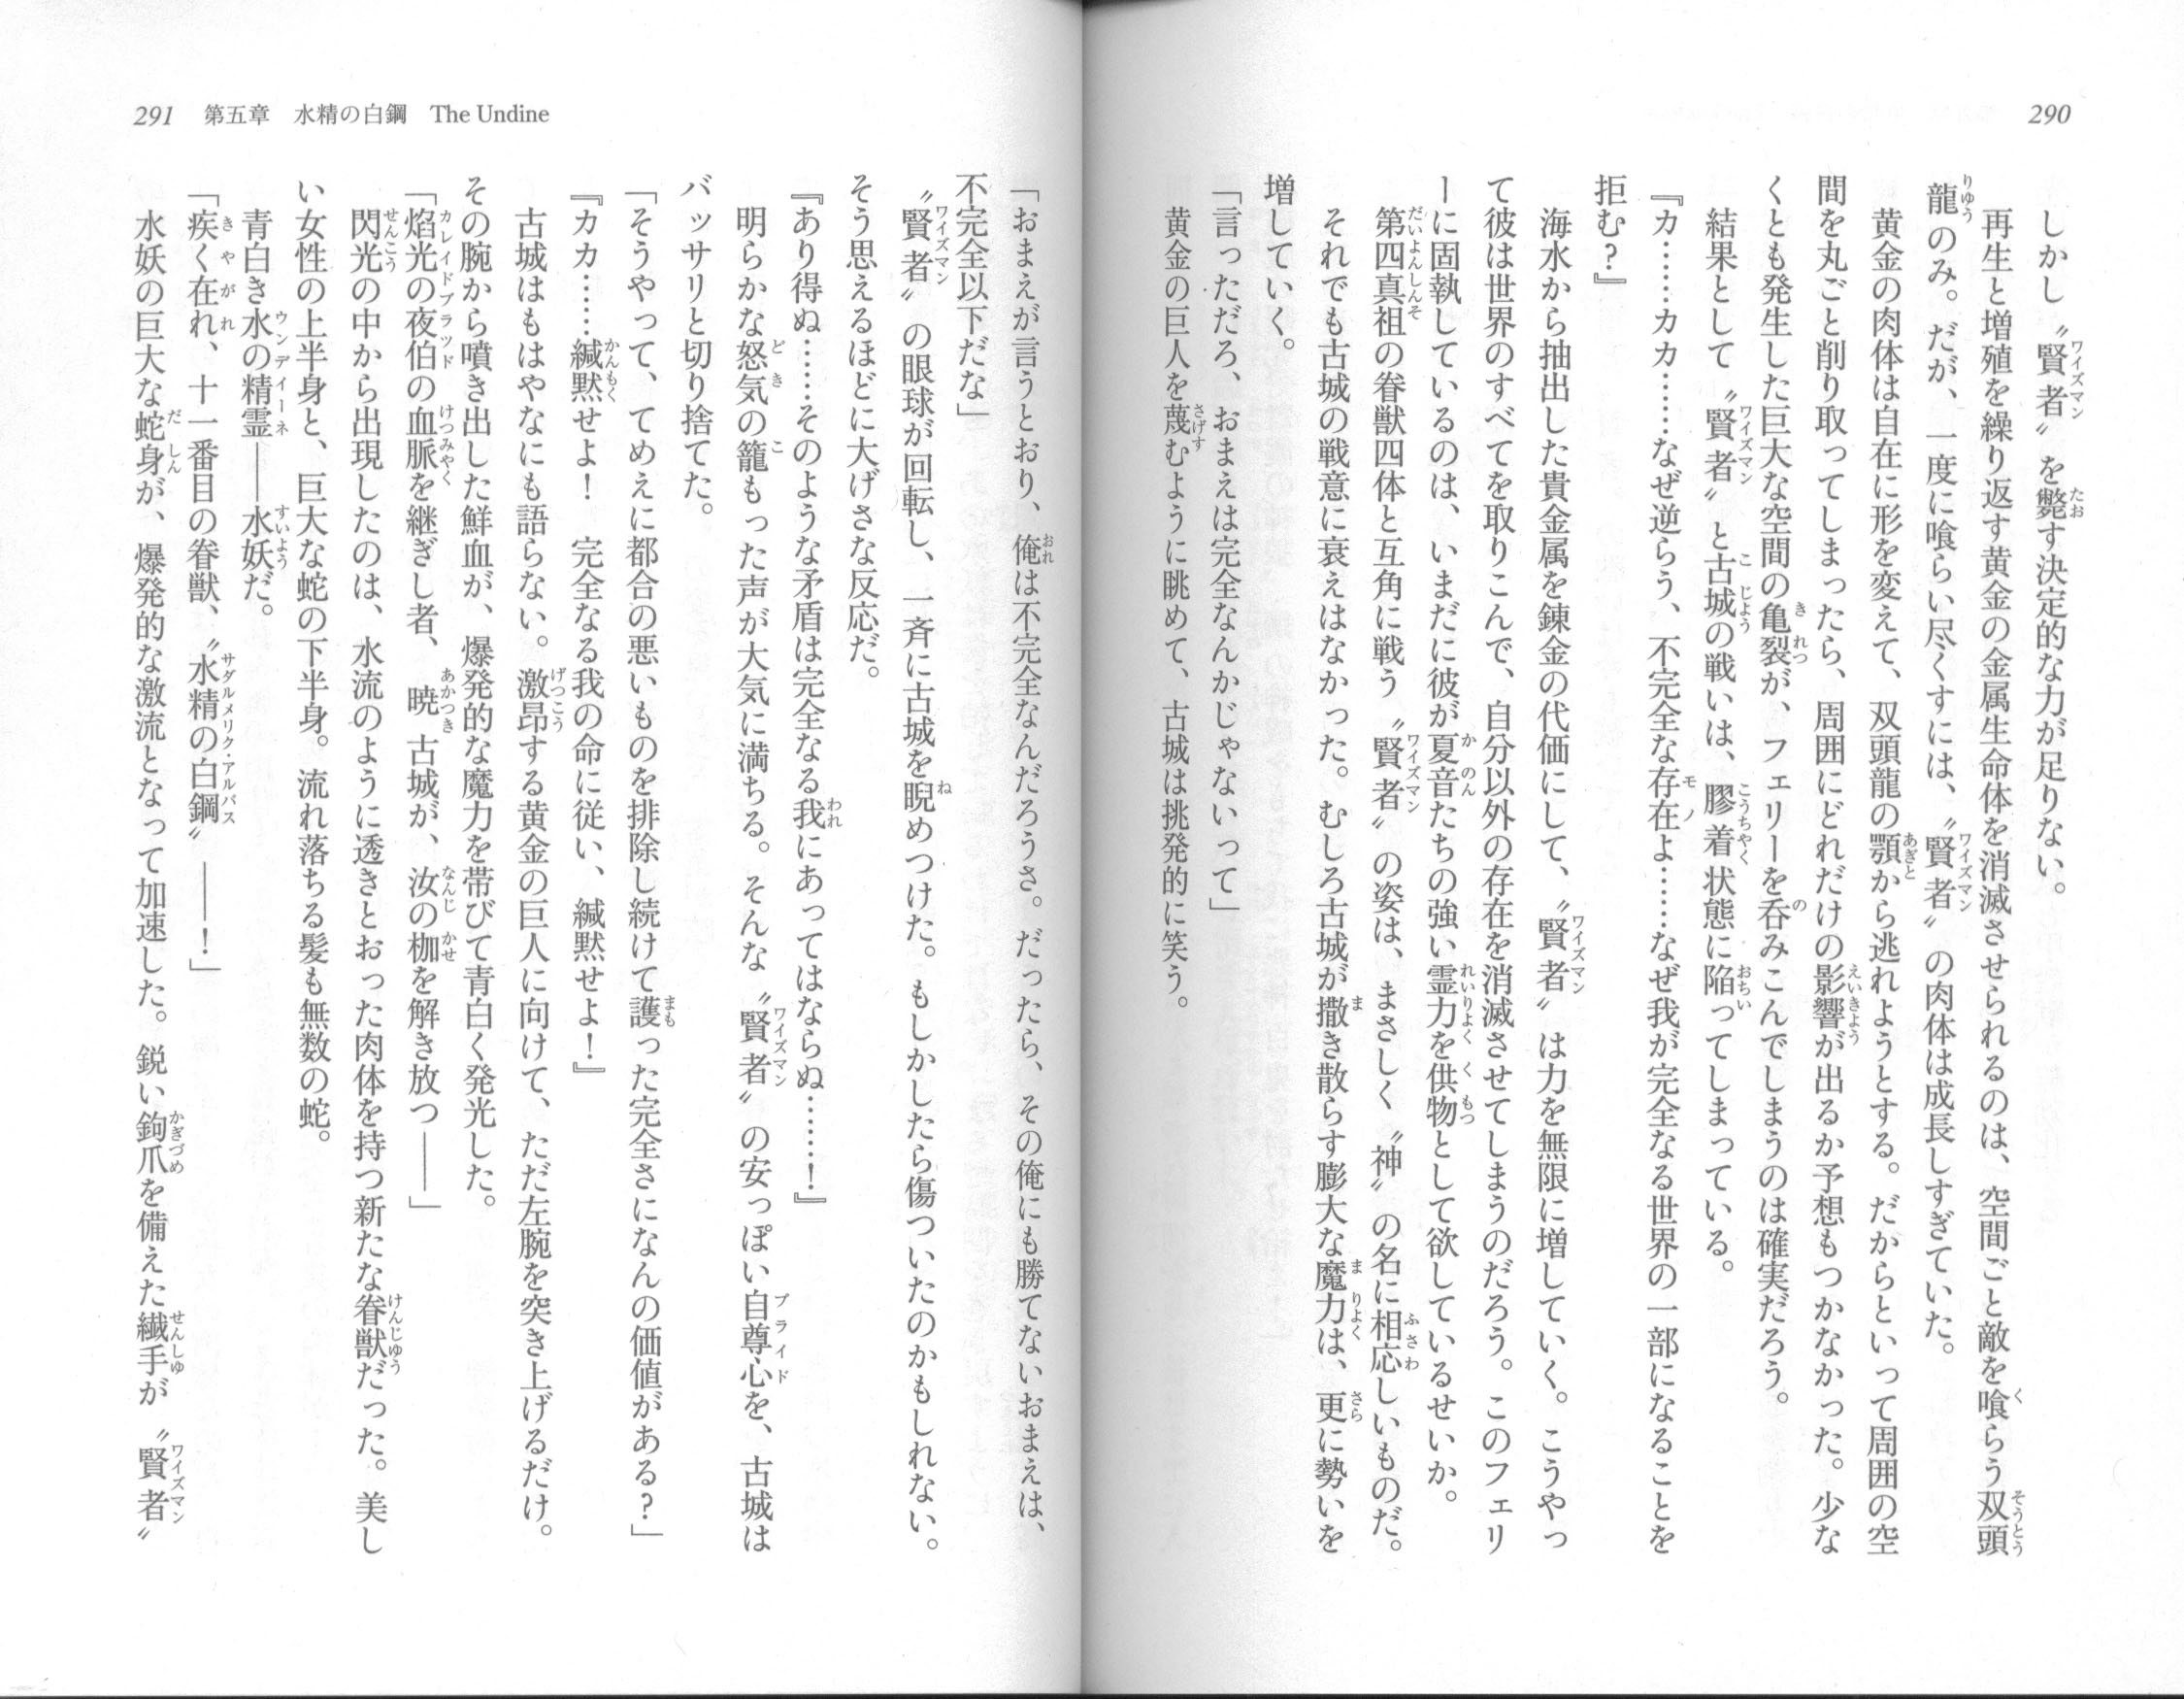 290
しかし〝賢者〟を斃す決定的な力が足りない。
再生と増殖を繰り返す黄金の金属生命体を消滅させられるのは、空間ごと敵を喰らう双頭
龍のみ。だが、一度に喰らい尽くすには、〝賢者〟の肉体は成長しすぎていた。
黄金の肉体は自在に形を変えて、双頭龍の顎から逃れようとする。だからといって周囲の空
間を丸ごと削り取ってしまったら、周囲にどれだけの影響が出るか予想もつかなかった。少な
くとも発生した巨大な空間の亀裂が、フェリーを呑みこんでしまうのは確実だろう。
結果として〝賢者〟と古城の戦いは、膠着状態に陥ってしまっている。
『カ……カカ……なぜ逆らう、不完全な存在よ……なぜ我が完全なる世界の一部になることを
拒む?』
海水から抽出した貴金属を錬金の代価にして、〝賢者〟は力を無限に増していく。こうやっ
て彼は世界のすべてを取りこんで、自分以外の存在を消滅させてしまうのだろう。このフェリ
ーに固執しているのは、いまだに彼が夏音たちの強い霊力を供物として欲しているせいか。
第四真祖の眷獣四体と互角に戦う〝賢者〟の姿は、まさしく〝神〟の名に相応しいものだ。
それでも古城の戦意に衰えはなかった。むしろ古城が撒き散らす膨大な魔力は、更に勢いを
増していく。
「言っただろ、おまえは完全なんかじゃないって」
黄金の巨人を蔑むように眺めて、古城は挑発的に笑う。
291 第五章 水精の白鋼 The Undine
「おまえが言うとおり、俺は不完全なんだろうさ。だったら、その俺にも勝てないおまえは、
不完全以下だな」
〝賢者〟の眼球が回転し、一斉に古城を睨めつけた。もしかしたら傷ついたのかもしれない。
そう思えるほどに大げさな反応だ。
『あり得ぬ……そのような矛盾は完全なる我にあってはならぬ……!』
明らかな怒気の籠もった声が大気に満ちる。そんな〝賢者〟の安っぽい自尊心を、古城は
バッサリと切り捨てた。
「そうやって、てめえに都合の悪いものを排除し続けて護った完全さになんの価値がある?」
『カカ……緘黙せよ! 完全なる我の命に従い、緘黙せよ!』
古城はもはやなにも語らない。激昂する黄金の巨人に向けて、ただ左腕を突き上げるだけ。
その腕から噴き出した鮮血が、爆発的な魔力を帯びて青白く発光した。
「焰光の夜伯の血脈を継ぎし者、暁古城が、汝の枷を解き放つ――」
閃光の中から出現したのは、水流のように透きとおった肉体を持つ新たな眷獣だった。美し
い女性の上半身と、巨大な蛇の下半身。流れ落ちる髪も無数の蛇。
青白き水の精霊――水妖だ。
「疾く在れ、十一番目の眷獣、〝水精の白鋼〟――!」
水妖の巨大な蛇身が、爆発的な激流となって加速した。鋭い鉤爪を備えた繊手が〝賢者〟